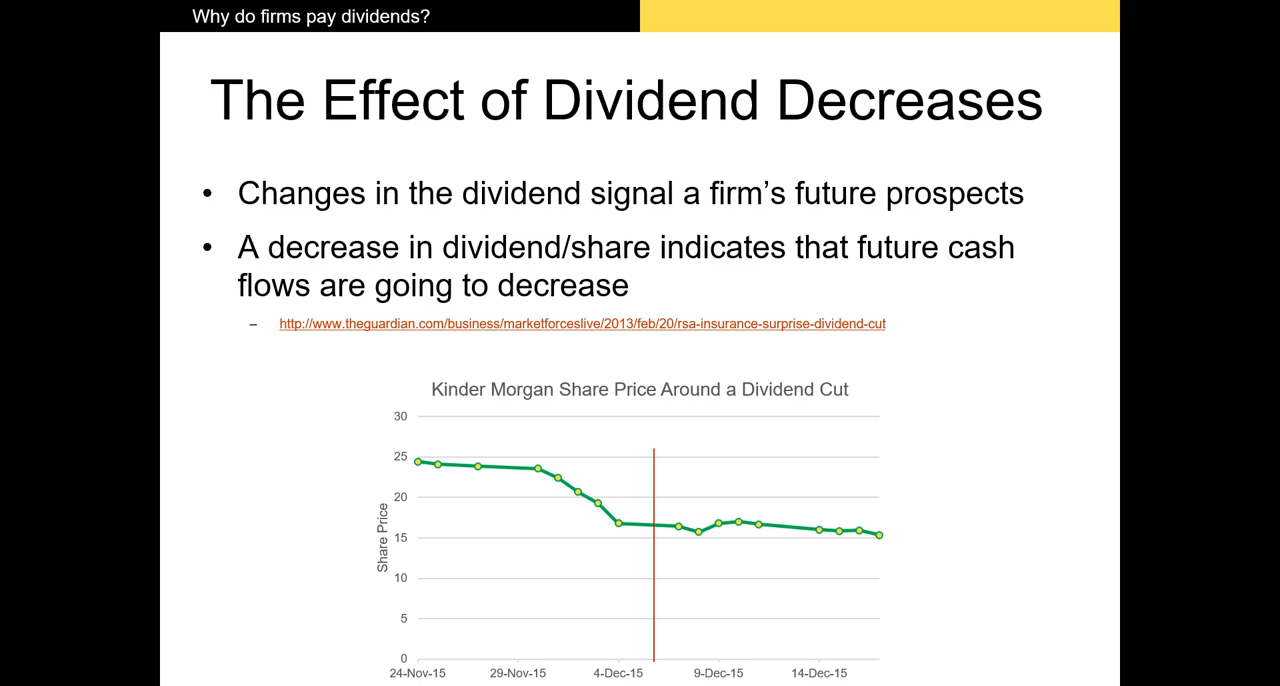 Why do firms pay dividends?
The Effect of Dividend Decreases
• Changes in the dividend signal a firm’s future prospects
• A decrease in dividend/share indicates that future cash
flows are going to decrease
– http://www.theguardian.com/business/marketforceslive/2013/feb/20/rsa-insurance-surprise-dividend-cut
Kinder Morgan Share Price Around a Dividend Cut
Share Price
30
25
20
15
10
5
0
24-Nov-15 29-Nov-15 4-Dec-15 9-Dec-15 14-Dec-15